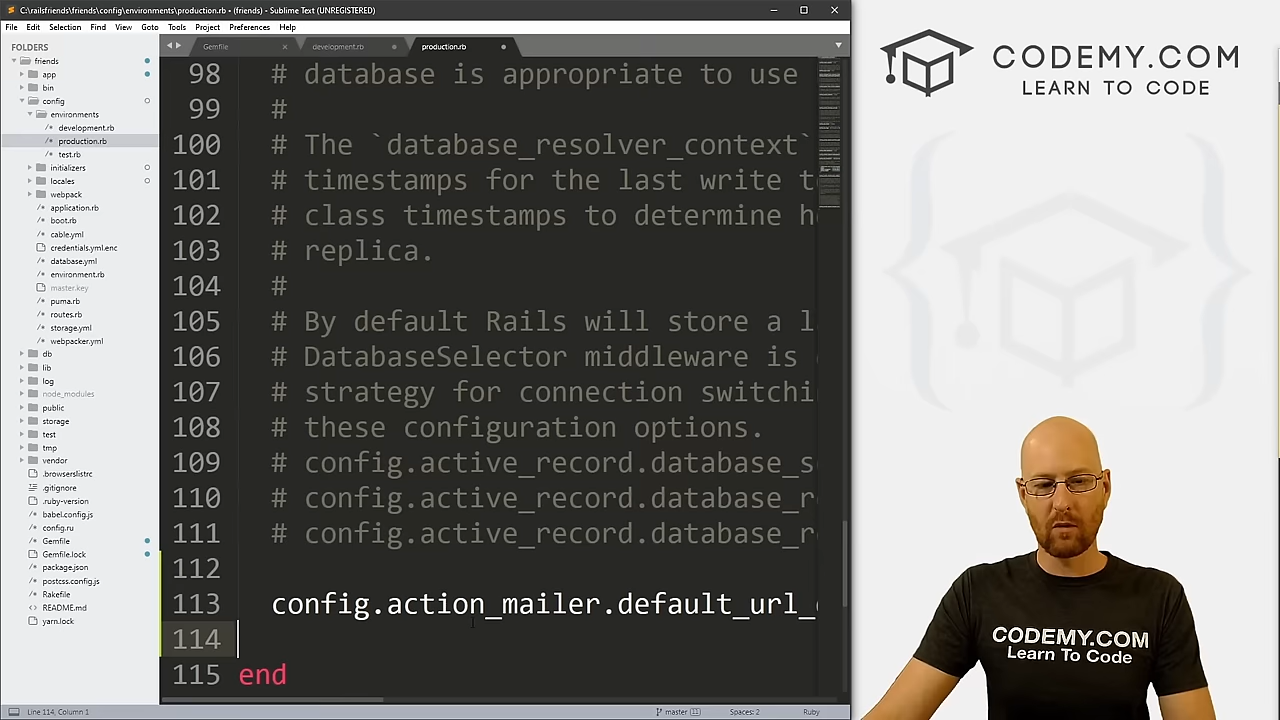 C:\railsfriends\friends\config\environments\production.rb • (friends) - Sublime Text (UNREGISTERED)
File Edit Selection Find View Goto Tools Project Preferences Help
FOLDERS
friends
app
bin
config
environments
development.rb
production.rb
test.rb
initializers
locales
webpack
application.rb
boot.rb
cable.yml
credentials.yml.enc
database.yml
environment.rb
master.key
puma.rb
routes.rb
storage.yml
webpacker.yml
db
lib
log
node_modules
public
storage
test
tmp
vendor
.browserslistrc
.gitignore
.ruby-version
babel.config.js
config.ru
Gemfile
Gemfile.lock
package.json
postcss.config.js
Rakefile
README.md
yarn.lock
Gemfile development.rb production.rb
98 # database is appropriate to use
99 #
100 # The `database_resolver_context`
101 # timestamps for the last write t
102 # class timestamps to determine h
103 # replica.
104 #
105 # By default Rails will store a l
106 # DatabaseSelector middleware is
107 # strategy for connection switchi
108 # these configuration options.
109 # config.active_record.database_s
110 # config.active_record.database_r
111 # config.active_record.database_r
112
113 config.action_mailer.default_url_
114
115 end
Line 114, Column 1 master 11 Spaces: 2 Ruby
CODEMY.COM
LEARN TO CODE
CODEMY.COM
Learn To Code